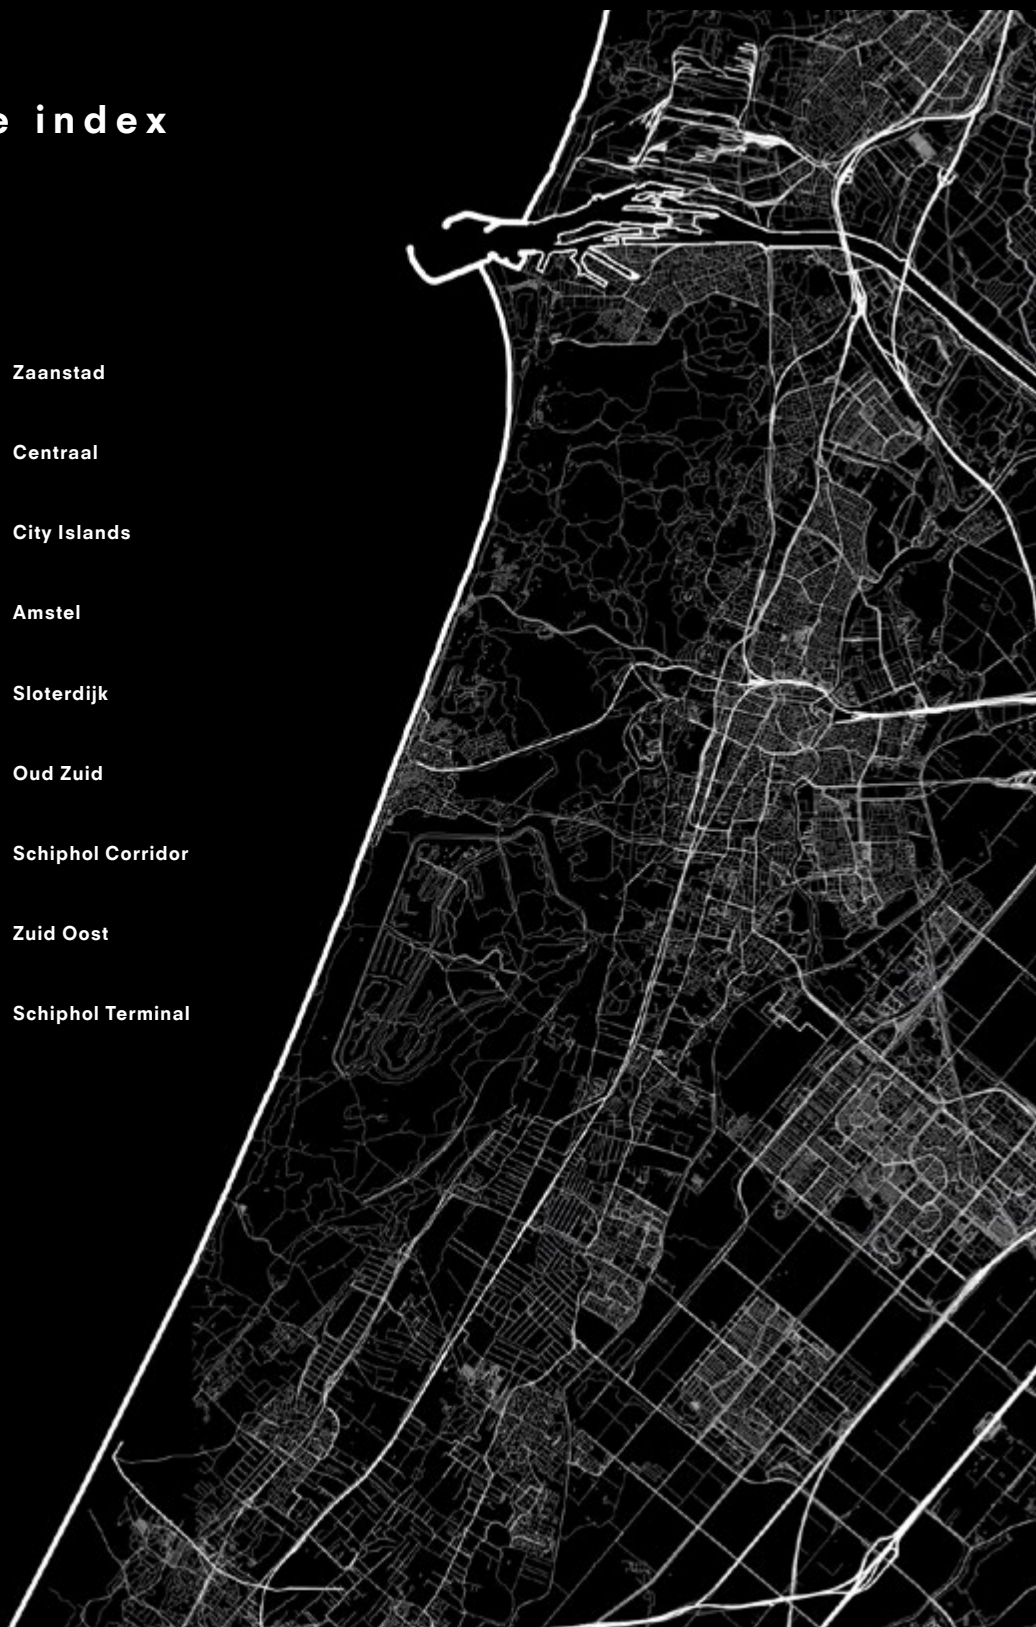 e index
Zaanstad
Centraal
City Islands
Amstel
Sloterdijk
Oud Zuid
Schiphol Corridor
Zuid Oost
Schiphol Terminal